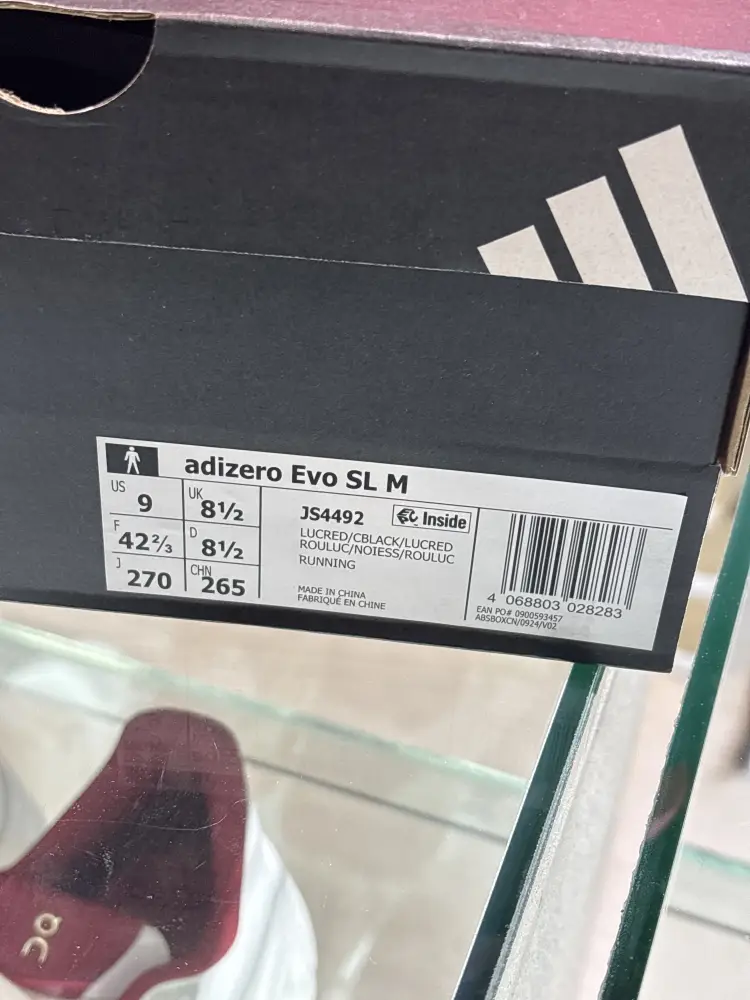 adizero Evo SL M
US 9
UK 8½
F 42⅔
D 8½
J 270
CHN 265
JS4492
Inside
LUCRED/CBLACK/LUCRED
ROULUC/NOIESS/ROULUC
RUNNING
MADE IN CHINA
FABRIQUÉ EN CHINE
4 068803 028283
EAN PO# 0900593457
ABSBOXCN/0924/V02